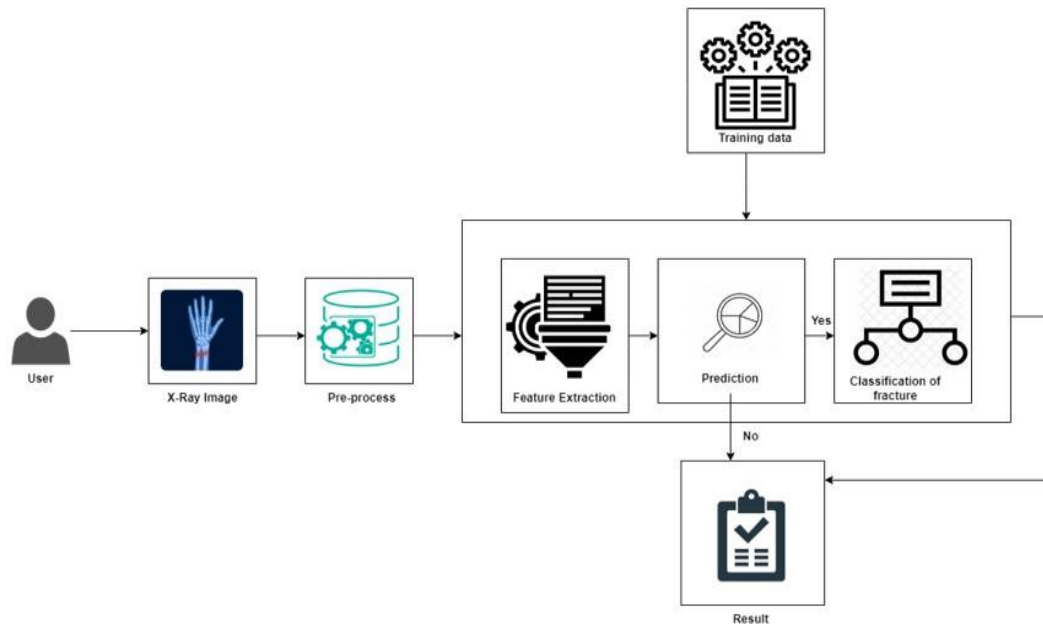 Training data
User
X-Ray Image
Pre-process
Feature Extraction
Prediction
Yes
Classification of
fracture
No
Result